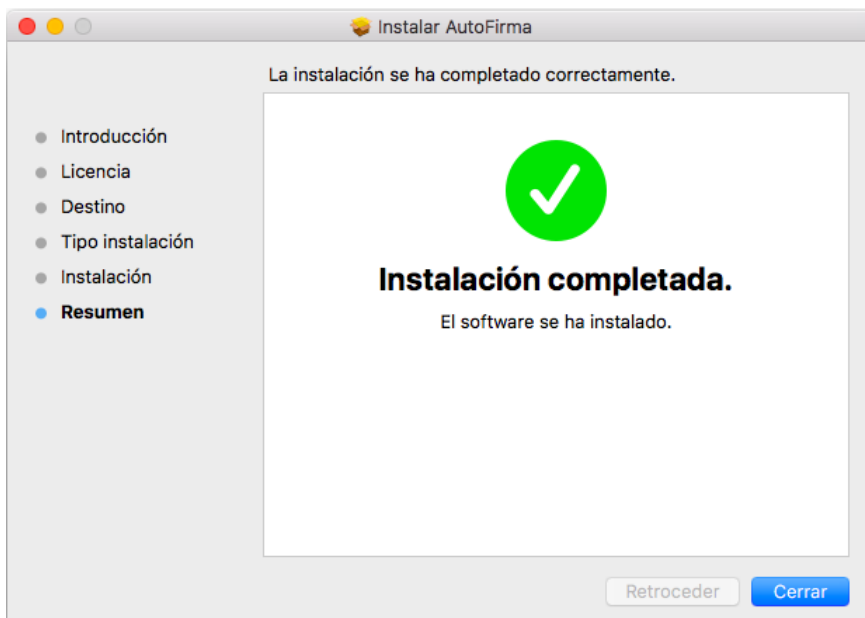 Instalar AutoFirma
La instalación se ha completado correctamente.
Introducción
Licencia
Destino
Tipo instalación
Instalación
Resumen
Instalación completada.
El software se ha instalado.
Retroceder
Cerrar